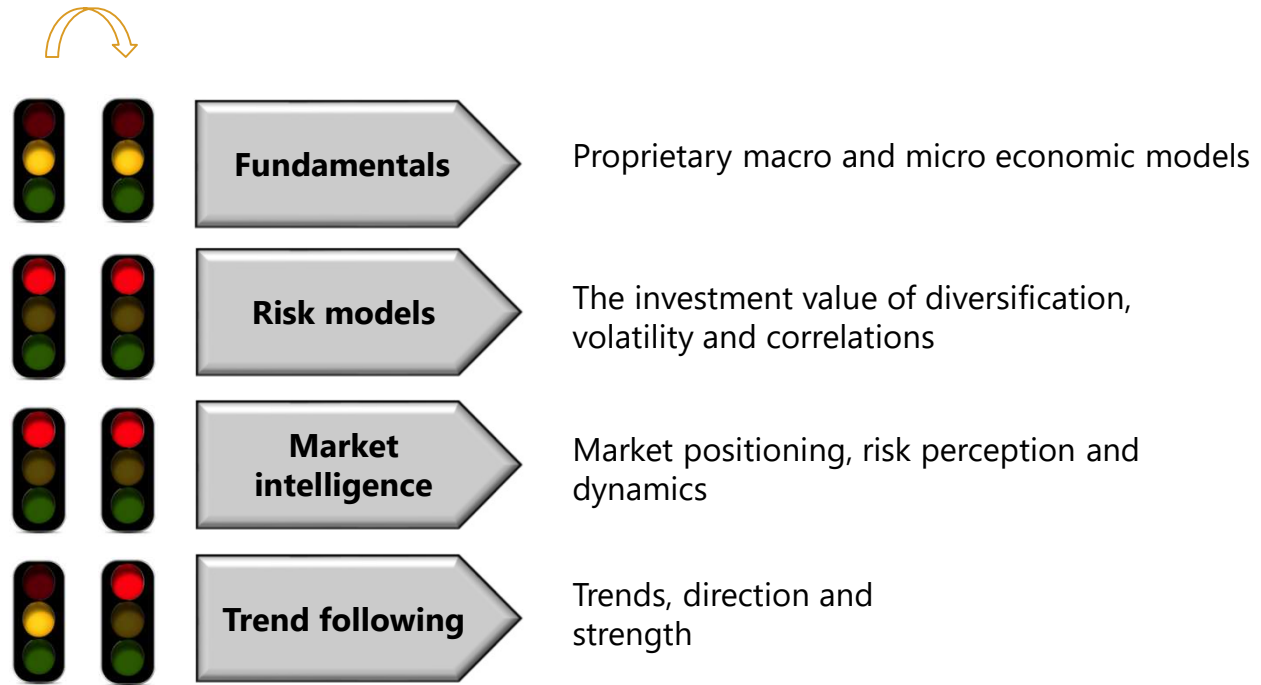 Fundamentals
Proprietary macro and micro economic models
Risk models
The investment value of diversification,
volatility and correlations
Market
intelligence
Market positioning, risk perception and
dynamics
Trend following
Trends, direction and
strength